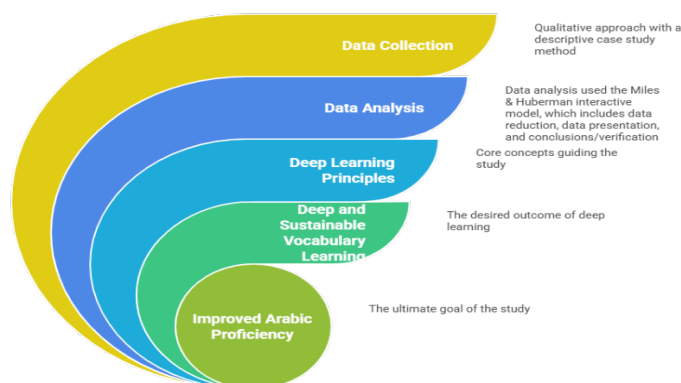 Data Collection
Qualitative approach with a
descriptive case study
method
Data Analysis
Data analysis used the Miles
& Huberman interactive
model, which includes data
reduction, data presentation,
and conclusions/verification
Deep Learning
Principles
Core concepts guiding the
study
Deep and
Sustainable
Vocabulary
Learning
The desired outcome of deep
learning
Improved Arabic
Proficiency
The ultimate goal of the study